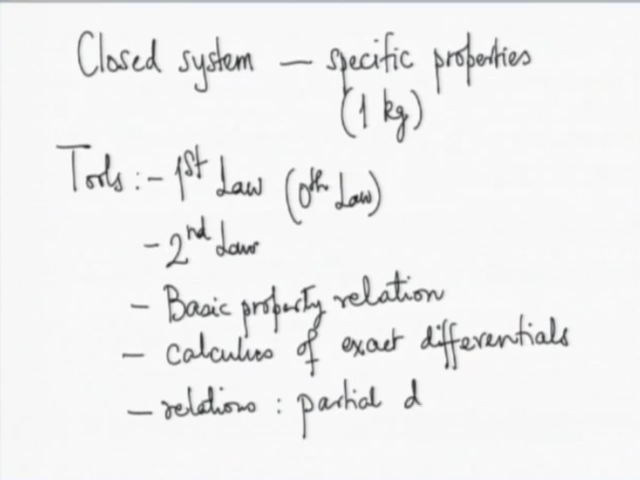 Closed system — specific properties
(1 kg)
Tools :- 1st Law (0th Law)
- 2nd Law
- Basic property relation
- calculus of exact differentials
- relations : partial d